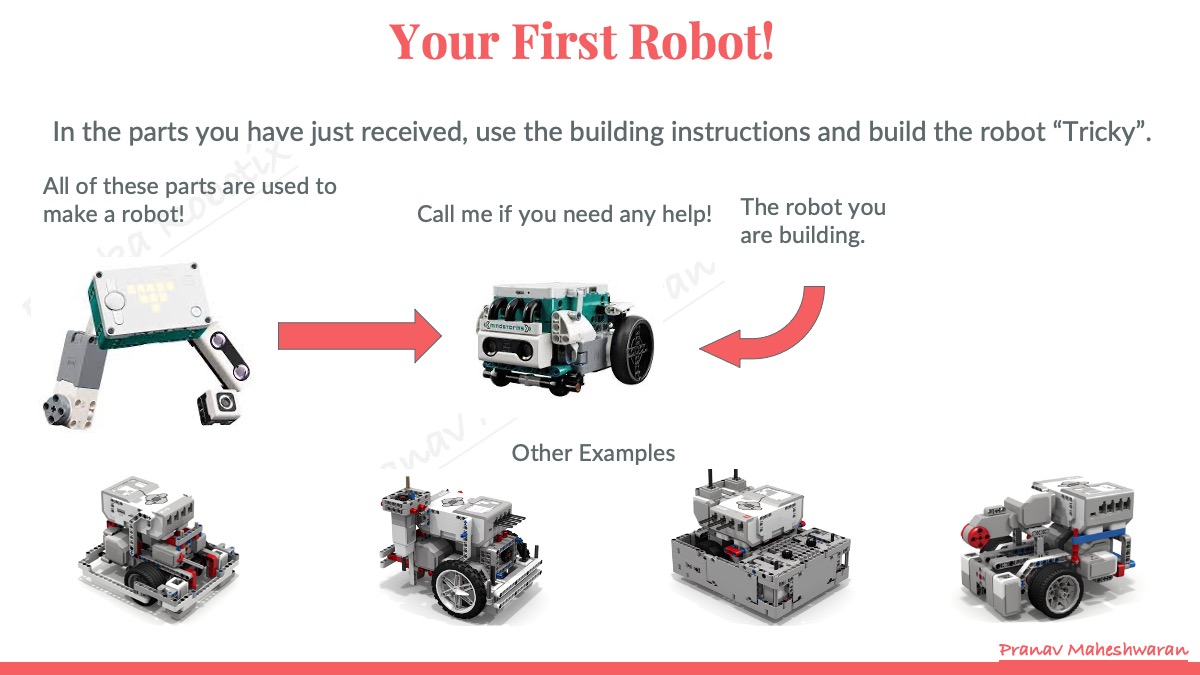 Your First Robot!
In the parts you have just received, use the building instructions and build the robot “Tricky”.
All of these parts are used to
make a robot!
Call me if you need any help!
The robot you
are building.
mindstorms
Other Examples
Pranav Maheshwaran